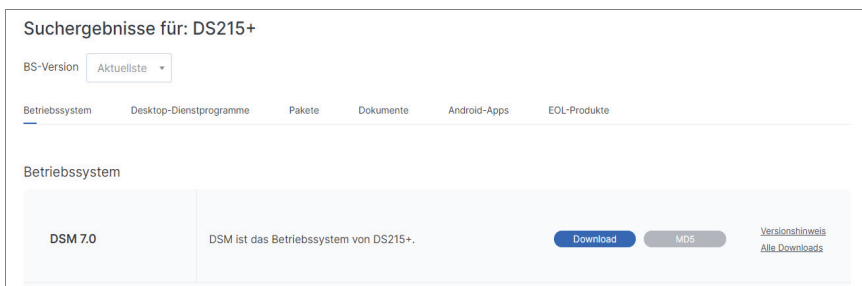 Suchergebnisse für: DS215+
BS-Version Aktuellste
Betriebssystem Desktop-Dienstprogramme Pakete Dokumente Android-Apps EOL-Produkte
Betriebssystem
DSM 7.0 DSM ist das Betriebssystem von DS215+. Download MD5 Versionshinweis
Alle Downloads